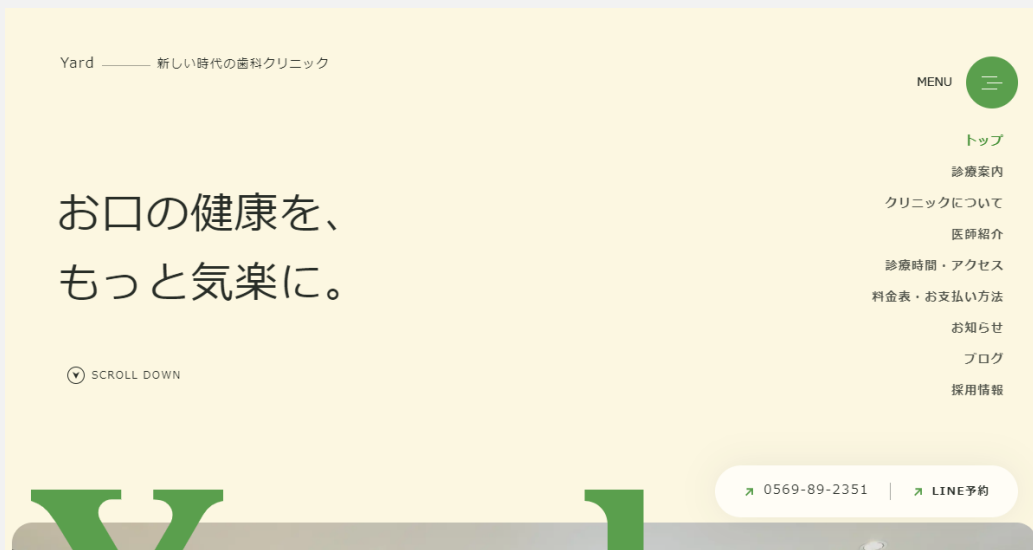 Yard 新しい時代の歯科クリニック
MENU
トップ
診療案内
クリニックについて
医師紹介
診療時間・アクセス
料金表・お支払い方法
お知らせ
ブログ
採用情報
お口の健康を、
もっと気楽に。
SCROLL DOWN
0569-89-2351
LINE予約